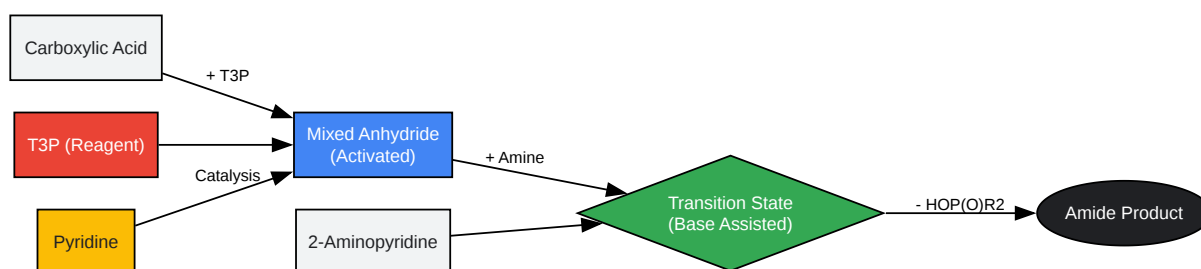 Carboxylic Acid
+ T3P
T3P (Reagent)
Mixed Anhydride
(Activated)
+ Amine
Catalysis
Pyridine
2-Aminopyridine
Transition State
(Base Assisted)
- HOP(O)R2
Amide Product